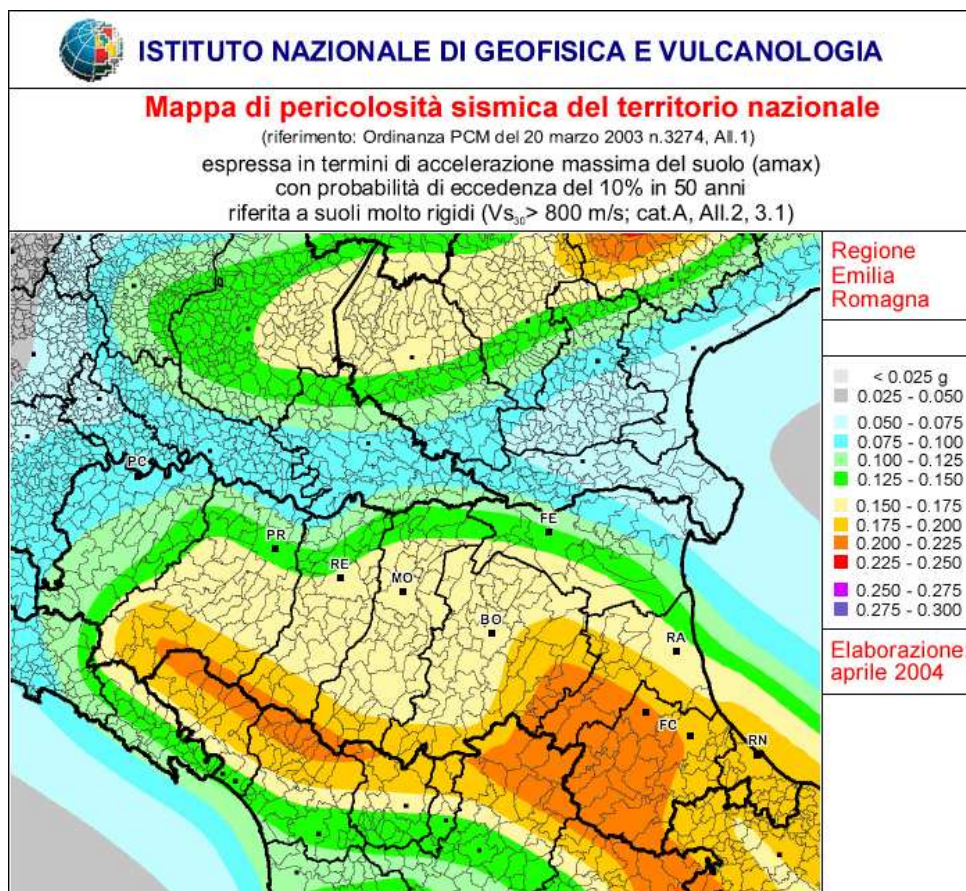 ISTITUTO NAZIONALE DI GEOFISICA E VULCANOLOGIA
Mappa di pericolosità sismica del territorio nazionale
(riferimento: Ordinanza PCM del 20 marzo 2003 n.3274, All.1)
espressa in termini di accelerazione massima del suolo (amax)
con probabilità di eccedenza del 10% in 50 anni
riferita a suoli molto rigidi (Vs30> 800 m/s; cat.A, All.2, 3.1)
Regione
Emilia
Romagna
< 0.025 g
0.025 - 0.050
0.050 - 0.075
0.075 - 0.100
0.100 - 0.125
0.125 - 0.150
0.150 - 0.175
0.175 - 0.200
0.200 - 0.225
0.225 - 0.250
0.250 - 0.275
0.275 - 0.300
Elaborazione
aprile 2004
PC
PR
RE
MO
FE
BO
RA
FC
RN